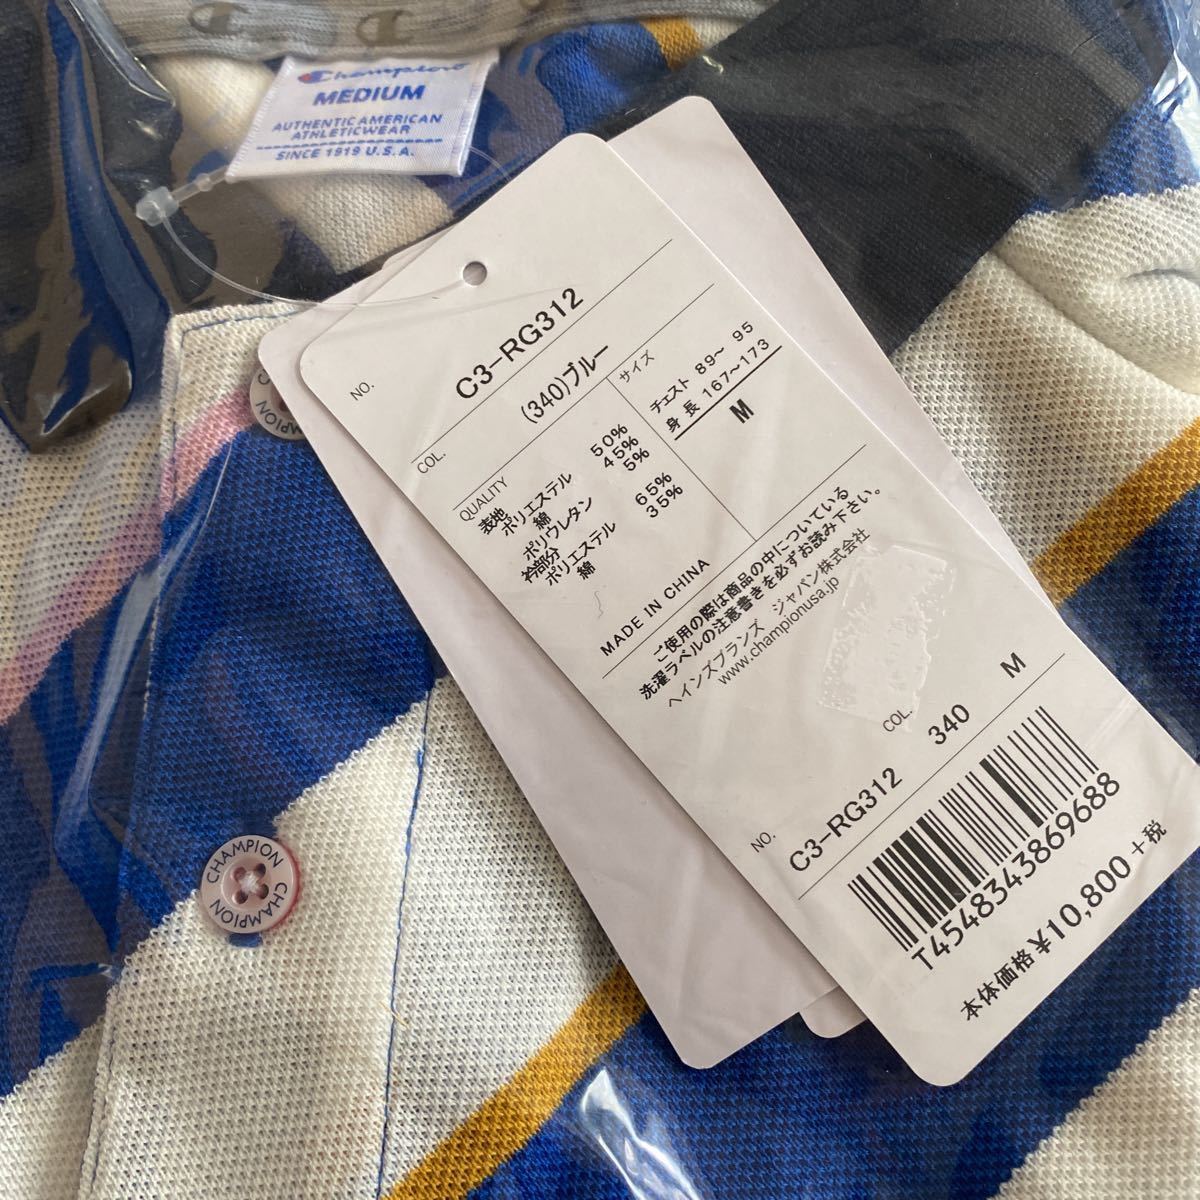 Champion
MEDIUM
AUTHENTIC AMERICAN
ATHLETICWEAR
SINCE 1919 U.S.A.
NO.
C3-RG312
COL.
(340)ブルー
QUALITY
表地
ポリエステル 50%
綿 45%
ポリウレタン 5%
衿部分
ポリエステル 65%
綿 35%
サイズ
チェスト 89~ 95
身長 167~173
M
MADE IN CHINA
ご使用の際は商品の中についている
洗濯ラベルの注意書きを必ずお読み下さい。
ヘインズブランズ ジャパン株式会社
www.championusa.jp
COL. 340 M
NO. C3-RG312
T4548343869688
本体価格¥10,800+税
CHAMPION CHAMPION
CHAMPION